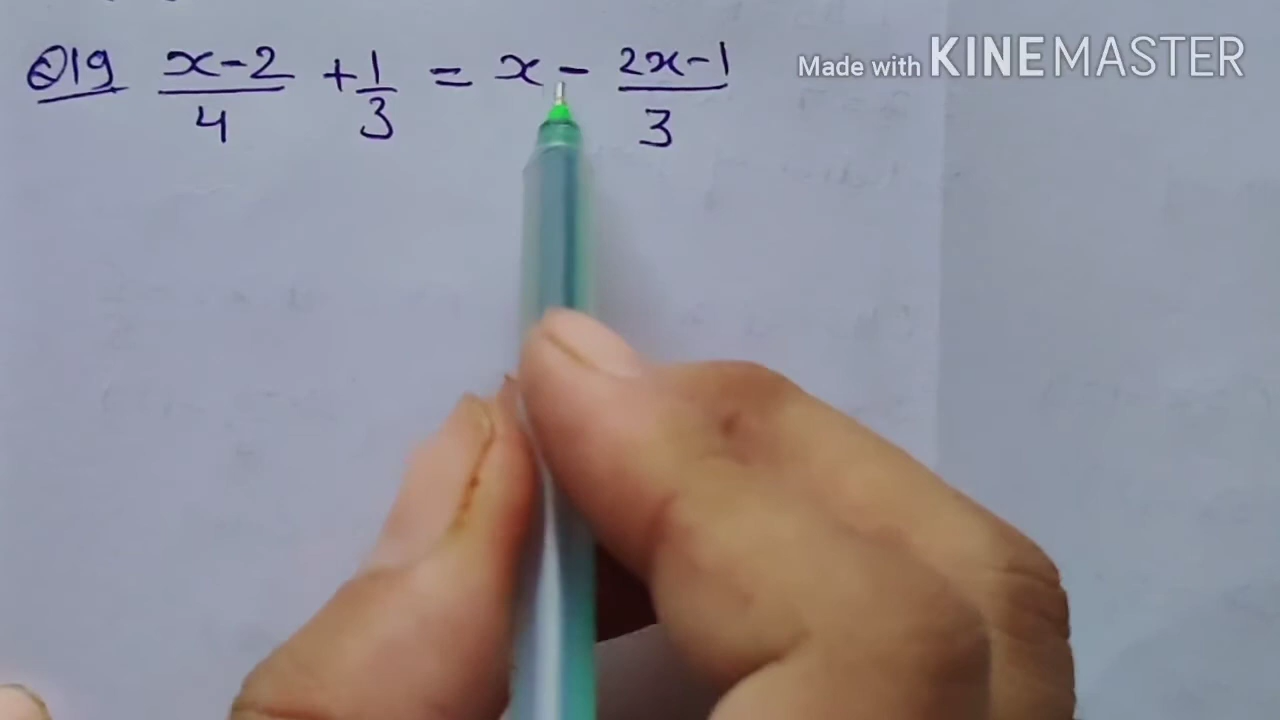 Q19 (x-2)/4 + 1/3 = x - (2x-1)/3
Made with KINEMASTER